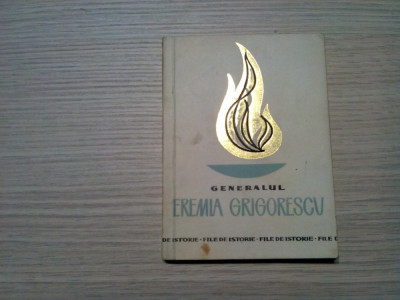 GENERALUL
EREMIA GRIGORESCU
DE ISTORIE · FILE DE ISTORIE · FILE DE ISTORIE · FILE